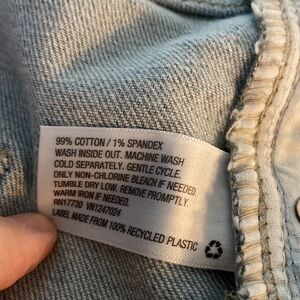 99% COTTON / 1% SPANDEX
WASH INSIDE OUT. MACHINE WASH
COLD SEPARATELY. GENTLE CYCLE.
ONLY NON-CHLORINE BLEACH IF NEEDED
TUMBLE DRY LOW. REMOVE PROMPTLY.
WARM IRON IF NEEDED.
RN17730 VN1247024
LABEL MADE FROM 100% RECYCLED PLASTIC